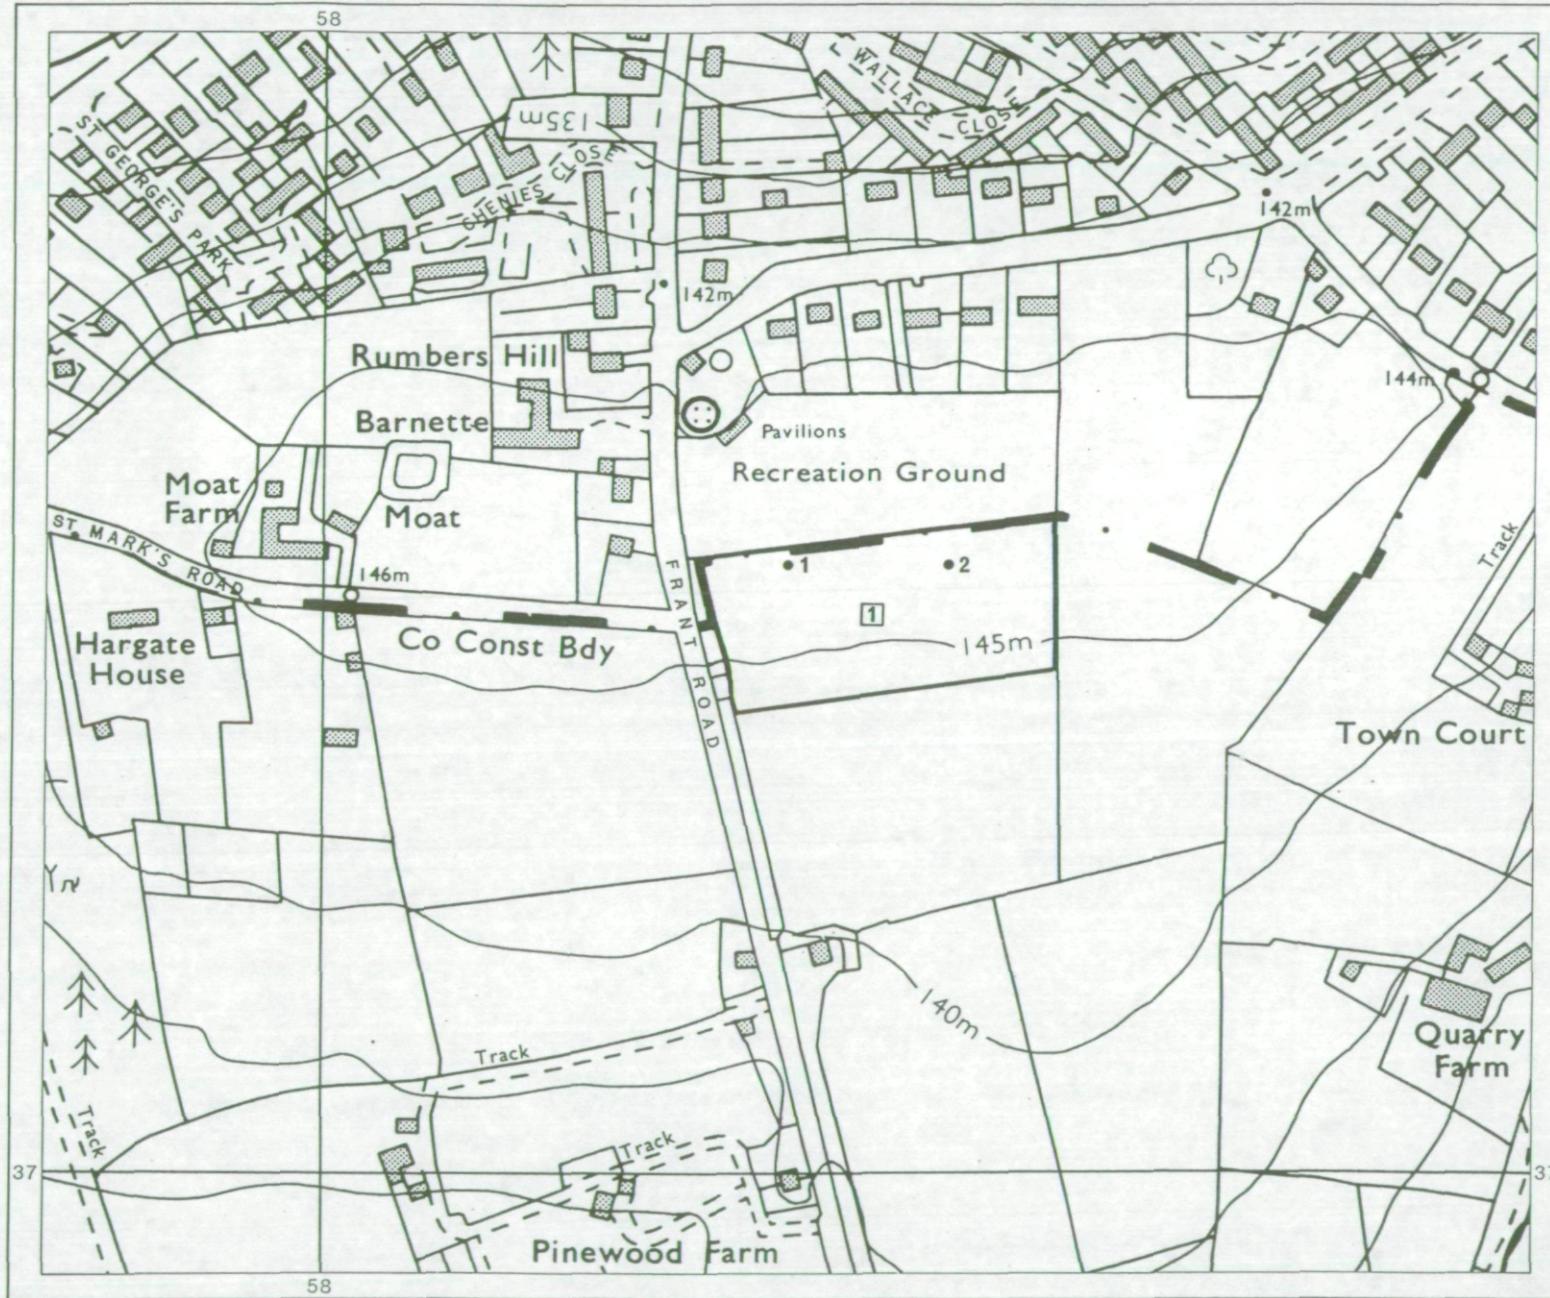 58
WALLACE CLOSE
135m
ST GEORGE'S PARK
SHENIES CLOSE
142m
142m
Rumbers Hill
144m
Barnette
Pavilions
Recreation Ground
Moat
Farm
Moat
ST MARK'S ROAD
146m
1
2
Track
FRANT ROAD
1
Co Const Bdy
145m
Hargate
House
Town Court
140m
Quarry
Farm
Track
Track
Track
37
37
Pinewood Farm
58